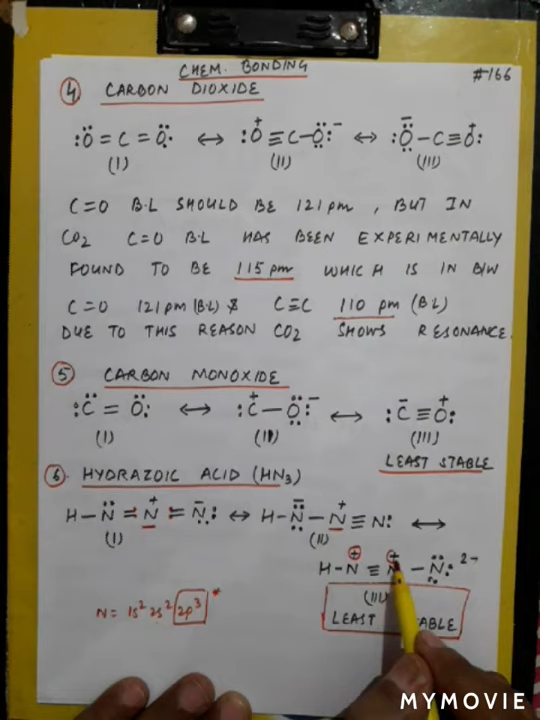 CHEM. BONDING #166
4. CARBON DIOXIDE
:Ö = C = Ö: ↔ :O⁺ ≡ C – Ö:⁻ ↔ :Ö⁻ – C ≡ O⁺:
(I) (II) (III)
C=O B.L SHOULD BE 121 pm, BUT IN
CO2 C=O B.L HAS BEEN EXPERIMENTALLY
FOUND TO BE 115 pm WHICH IS IN B/W
C=O 121 pm (B.L) & C≡C 110 pm (B.L)
DUE TO THIS REASON CO2 SHOWS RESONANCE.
5. CARBON MONOXIDE
:C̈ = Ö: ↔ :C⁺ – Ö:⁻ ↔ :C⁻ ≡ O⁺:
(I) (II) (III)
LEAST STABLE
6. HYDRAZOIC ACID (HN3)
H – N̈ = N⁺ = N̈:⁻ ↔ H – N̈⁻ – N⁺ ≡ N: ↔
(I) (II)
H – N⁺ ≡ N⁺ – N̈: 2-
(III)
N = 1s² 2s² 2p³ *
LEAST
MYMOVIE